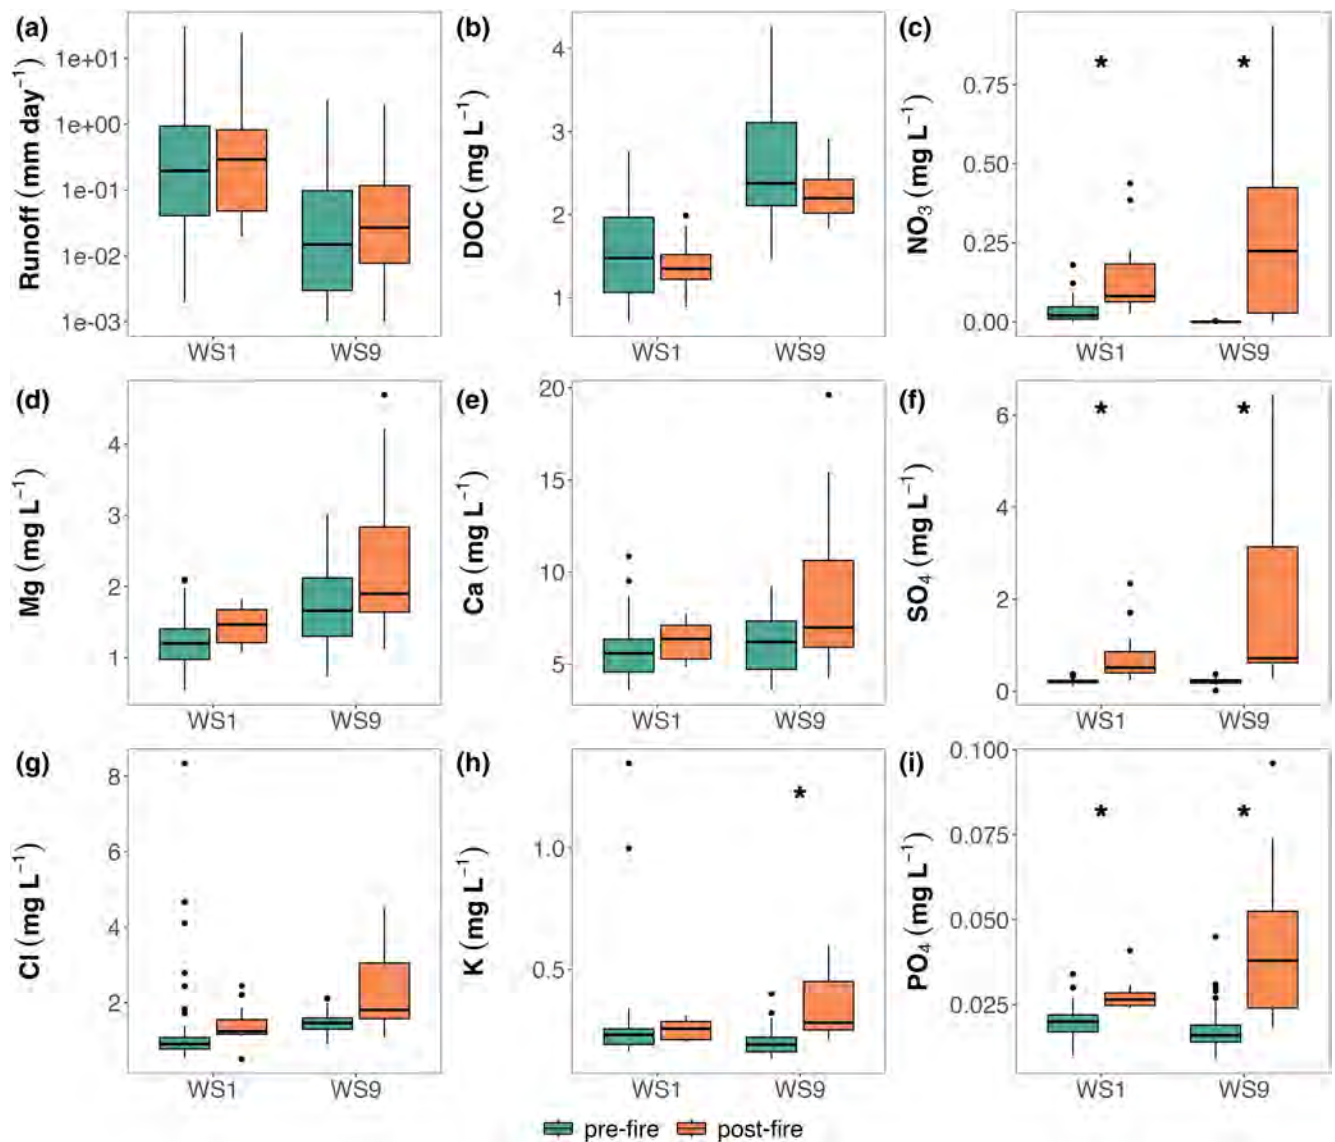 (a)
Runoff (mm day⁻¹)
1e+01
1e+00
1e-01
1e-02
1e-03
WS1 WS9
(b)
DOC (mg L⁻¹)
4
3
2
1
WS1 WS9
(c)
NO₃ (mg L⁻¹)
0.75
0.50
0.25
0.00
* *
WS1 WS9
(d)
Mg (mg L⁻¹)
4
3
2
1
WS1 WS9
(e)
Ca (mg L⁻¹)
20
15
10
5
WS1 WS9
(f)
SO₄ (mg L⁻¹)
6
4
2
0
* *
WS1 WS9
(g)
Cl (mg L⁻¹)
8
6
4
2
WS1 WS9
(h)
K (mg L⁻¹)
1.0
0.5
*
WS1 WS9
(i)
PO₄ (mg L⁻¹)
0.100
0.075
0.050
0.025
* *
WS1 WS9
pre-fire post-fire